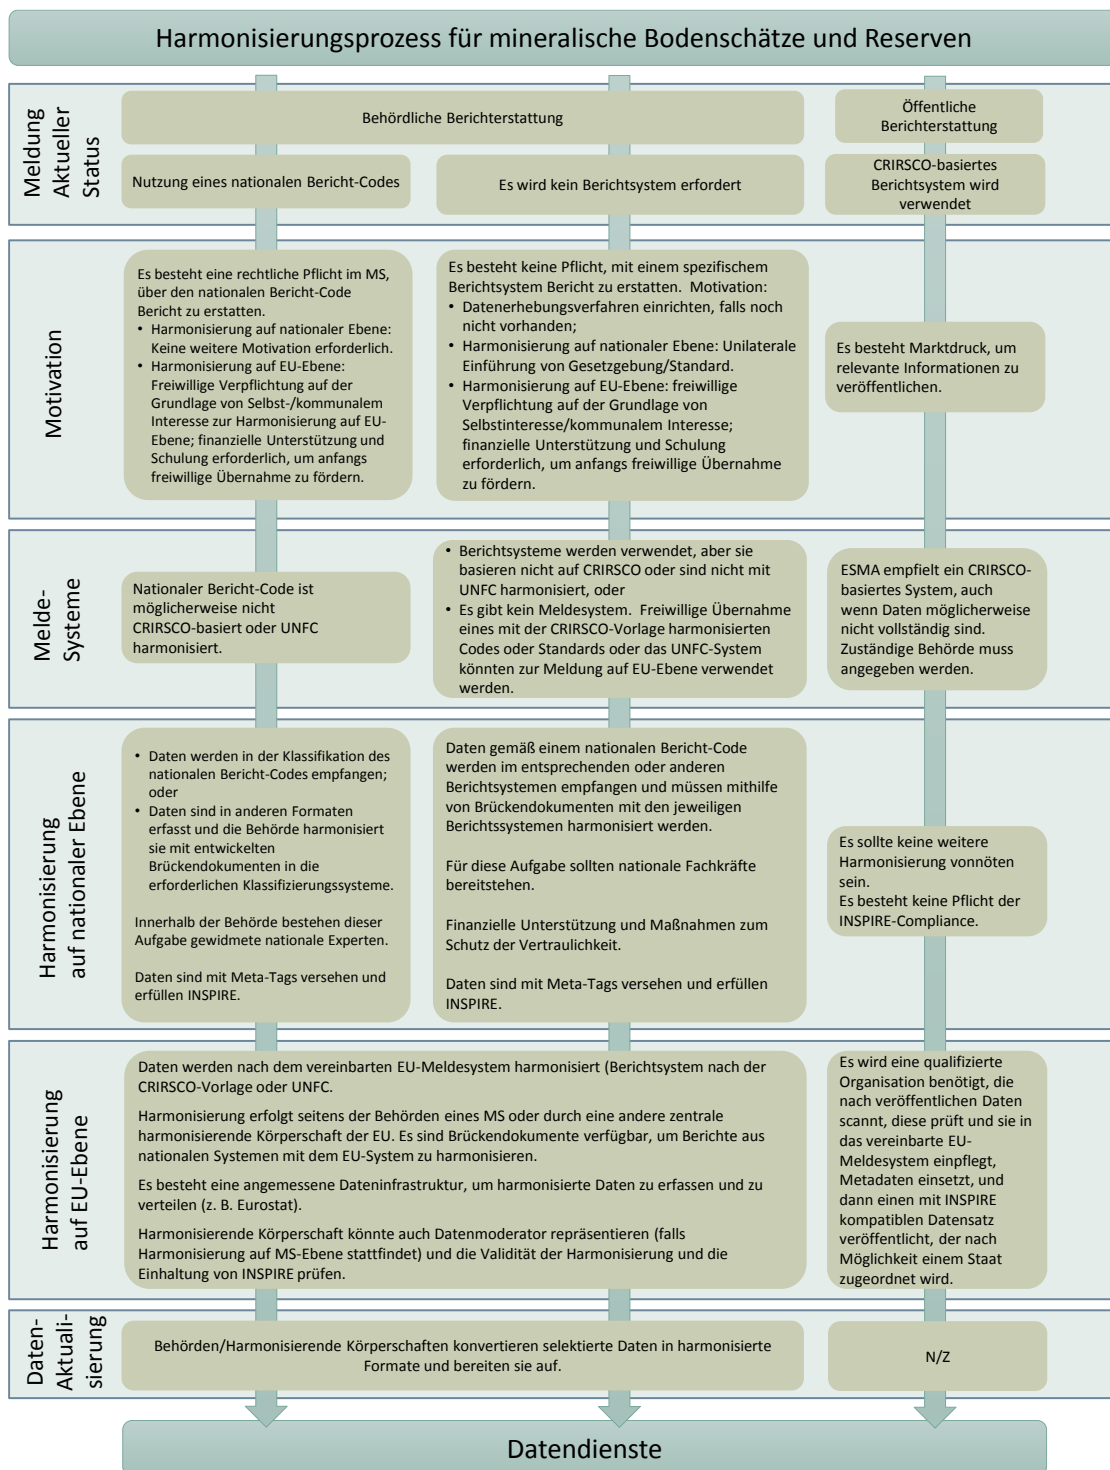 Harmonisierungsprozess für mineralische Bodenschätze und Reserven
Meldung
Aktueller
Status
Behördliche Berichterstattung
Öffentliche
Berichterstattung
Nutzung eines nationalen Bericht-Codes
Es wird kein Berichtsystem erfordert
CRIRSCO-basiertes
Berichtsystem wird
verwendet
Motivation
Es besteht eine rechtliche Pflicht im MS,
über den nationalen Bericht-Code
Bericht zu erstatten.
• Harmonisierung auf nationaler Ebene:
Keine weitere Motivation erforderlich.
• Harmonisierung auf EU-Ebene:
Freiwillige Verpflichtung auf der
Grundlage von Selbst-/kommunalem
Interesse zur Harmonisierung auf EU-
Ebene; finanzielle Unterstützung und
Schulung erforderlich, um anfangs
freiwillige Übernahme zu fördern.
Es besteht keine Pflicht, mit einem spezifischem
Berichtsystem Bericht zu erstatten.  Motivation:
• Datenerhebungsverfahren einrichten, falls noch
nicht vorhanden;
• Harmonisierung auf nationaler Ebene: Unilaterale
Einführung von Gesetzgebung/Standard.
• Harmonisierung auf EU-Ebene: freiwillige
Verpflichtung auf der Grundlage von
Selbstinteresse/kommunalem Interesse;
finanzielle Unterstützung und Schulung
erforderlich, um anfangs freiwillige Übernahme
zu fördern.
Es besteht Marktdruck, um
relevante Informationen zu
veröffentlichen.
Melde-
Systeme
Nationaler Bericht-Code ist
möglicherweise nicht
CRIRSCO-basiert oder UNFC
harmonisiert.
• Berichtsysteme werden verwendet, aber sie
basieren nicht auf CRIRSCO oder sind nicht mit
UNFC harmonisiert, oder
• Es gibt kein Meldesystem.  Freiwillige Übernahme
eines mit der CRIRSCO-Vorlage harmonisierten
Codes oder Standards oder das UNFC-System
könnten zur Meldung auf EU-Ebene verwendet
werden.
ESMA empfielt ein CRIRSCO-
basiertes System, auch
wenn Daten möglicherweise
nicht vollständig sind.
Zuständige Behörde muss
angegeben werden.
Harmonisierung
auf nationaler Ebene
• Daten werden in der Klassifikation des
nationalen Bericht-Codes empfangen;
oder
• Daten sind in anderen Formaten
erfasst und die Behörde harmonisiert
sie mit entwickelten
Brückendokumenten in die
erforderlichen Klassifizierungssysteme.
Innerhalb der Behörde bestehen dieser
Aufgabe gewidmete nationale Experten.
Daten sind mit Meta-Tags versehen und
erfüllen INSPIRE.
Daten gemäß einem nationalen Bericht-Code
werden im entsprechenden oder anderen
Berichtsystemen empfangen und müssen mithilfe
von Brückendokumenten mit den jeweiligen
Berichtssystemen harmonisiert werden.
Für diese Aufgabe sollten nationale Fachkräfte
bereitstehen.
Finanzielle Unterstützung und Maßnahmen zum
Schutz der Vertraulichkeit.
Daten sind mit Meta-Tags versehen und erfüllen
INSPIRE.
Es sollte keine weitere
Harmonisierung vonnöten
sein.
Es besteht keine Pflicht der
INSPIRE-Compliance.
Harmonisierung
auf EU-Ebene
Daten werden nach dem vereinbarten EU-Meldesystem harmonisiert (Berichtsystem nach der
CRIRSCO-Vorlage oder UNFC.
Harmonisierung erfolgt seitens der Behörden eines MS oder durch eine andere zentrale
harmonisierende Körperschaft der EU. Es sind Brückendokumente verfügbar, um Berichte aus
nationalen Systemen mit dem EU-System zu harmonisieren.
Es besteht eine angemessene Dateninfrastruktur, um harmonisierte Daten zu erfassen und zu
verteilen (z. B. Eurostat).
Harmonisierende Körperschaft könnte auch Datenmoderator repräsentieren (falls
Harmonisierung auf MS-Ebene stattfindet) und die Validität der Harmonisierung und die
Einhaltung von INSPIRE prüfen.
Es wird eine qualifizierte
Organisation benötigt, die
nach veröffentlichen Daten
scannt, diese prüft und sie in
das vereinbarte EU-
Meldesystem einpflegt,
Metadaten einsetzt, und
dann einen mit INSPIRE
kompatiblen Datensatz
veröffentlicht, der nach
Möglichkeit einem Staat
zugeordnet wird.
Daten-
Aktuali-
sierung
Behörden/Harmonisierende Körperschaften konvertieren selektierte Daten in harmonisierte
Formate und bereiten sie auf.
N/Z
Datendienste